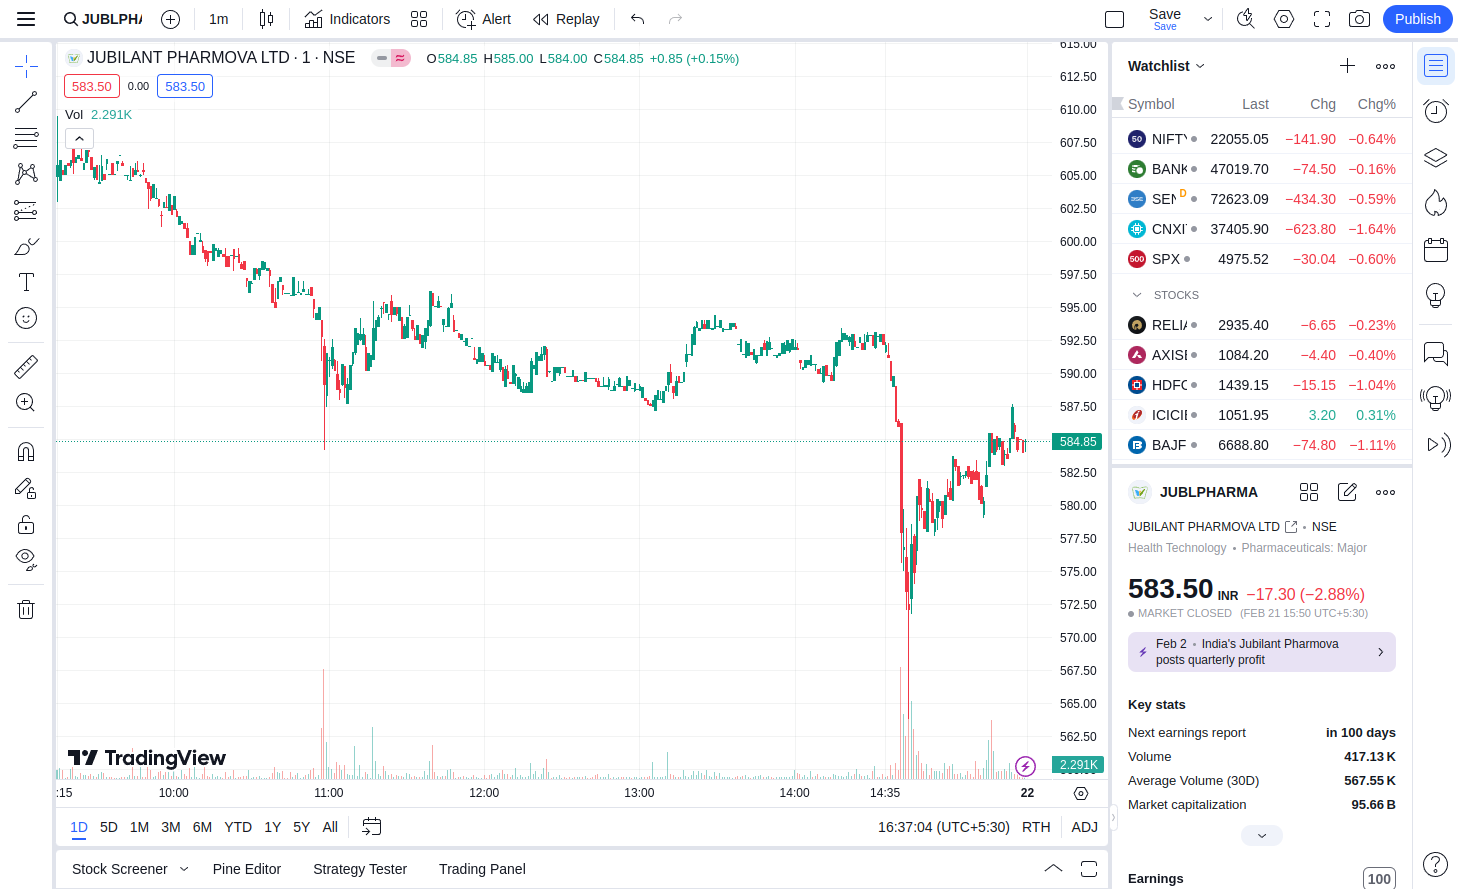 JUBLPHA 1m Indicators Alert Replay Save Save Publish
JUBILANT PHARMOVA LTD · 1 · NSE O584.85 H585.00 L584.00 C584.85 +0.85 (+0.15%)
583.50 0.00 583.50
Vol 2.291K
615.00
612.50
610.00
607.50
605.00
602.50
600.00
597.50
595.00
592.50
590.00
587.50
584.85
582.50
580.00
577.50
575.00
572.50
570.00
567.50
565.00
562.50
2.291K
TradingView
:15 10:00 11:00 12:00 13:00 14:00 14:35 22
1D 5D 1M 3M 6M YTD 1Y 5Y All 16:37:04 (UTC+5:30) RTH ADJ
Stock Screener Pine Editor Strategy Tester Trading Panel
Watchlist
Symbol Last Chg Chg%
50 NIFTY 22055.05 −141.90 −0.64%
BANK 47019.70 −74.50 −0.16%
SEN D 72623.09 −434.30 −0.59%
CNXI 37405.90 −623.80 −1.64%
500 SPX 4975.52 −30.04 −0.60%
STOCKS
RELIA 2935.40 −6.65 −0.23%
AXISB 1084.20 −4.40 −0.40%
HDFC 1439.15 −15.15 −1.04%
ICICIB 1051.95 3.20 0.31%
BAJF 6688.80 −74.80 −1.11%
JUBLPHARMA
JUBILANT PHARMOVA LTD • NSE
Health Technology • Pharmaceuticals: Major
583.50 INR −17.30 (−2.88%)
MARKET CLOSED (FEB 21 15:50 UTC+5:30)
Feb 2 • India's Jubilant Pharmova
posts quarterly profit
Key stats
Next earnings report in 100 days
Volume 417.13 K
Average Volume (30D) 567.55 K
Market capitalization 95.66 B
Earnings 100